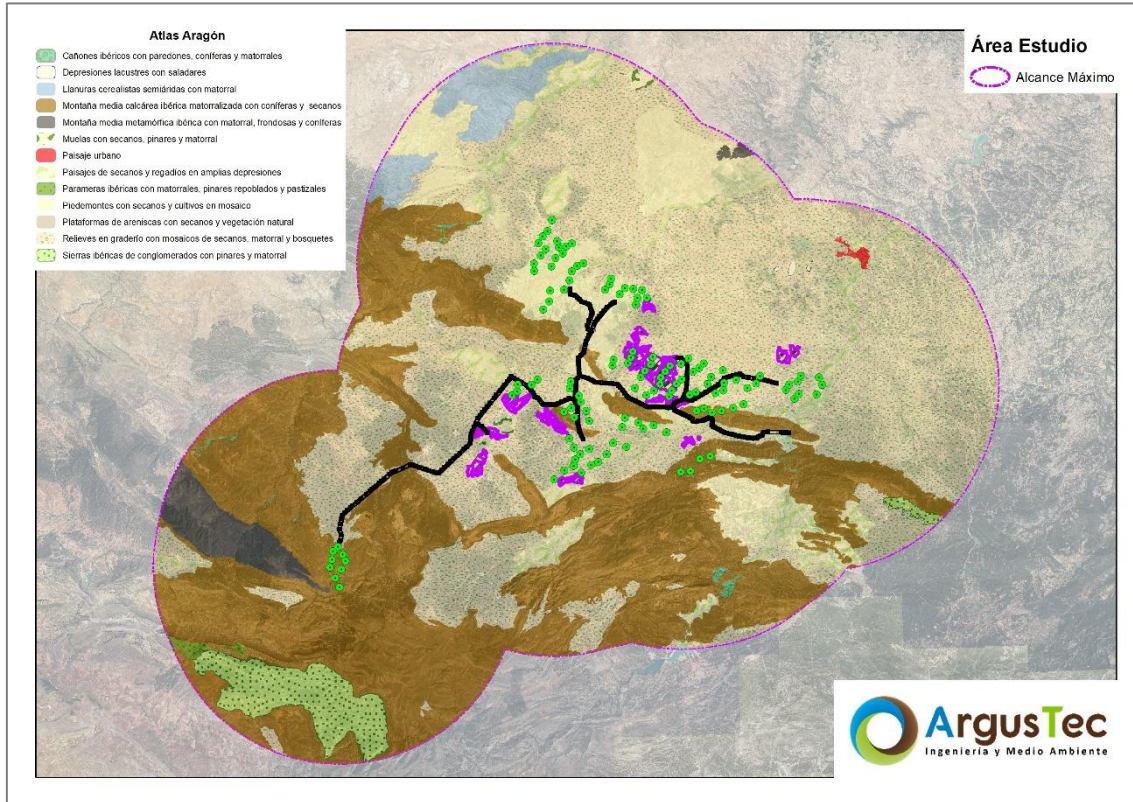 Atlas Aragón
Cañones ibéricos con paredones, coníferas y matorrales
Depresiones lacustres con saladares
Llanuras cerealistas semiáridas con matorral
Montaña media calcárea ibérica matorralizada con coníferas y secanos
Montaña media metamórfica ibérica con matorral, frondosas y coníferas
Muelas con secanos, pinares y matorral
Paisaje urbano
Paisajes de secanos y regadíos en amplias depresiones
Parameras ibéricas con matorrales, pinares repoblados y pastizales
Piedemontes con secanos y cultivos en mosaico
Plataformas de areniscas con secanos y vegetación natural
Relieves en graderío con mosaicos de secanos, matorral y bosquetes
Sierras ibéricas de conglomerados con pinares y matorral
Área Estudio
Alcance Máximo
ArgusTec
Ingeniería y Medio Ambiente